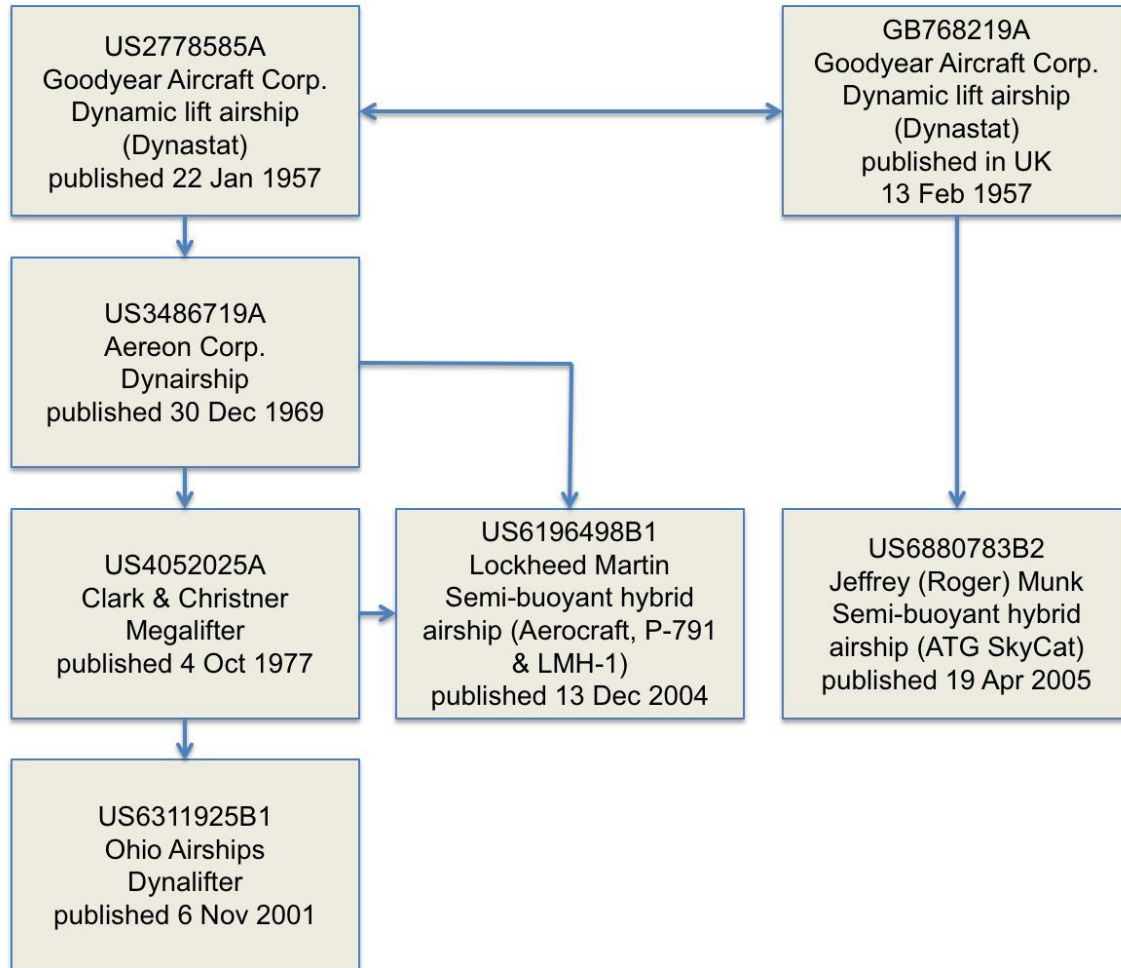 US2778585A
Goodyear Aircraft Corp.
Dynamic lift airship
(Dynastat)
published 22 Jan 1957
GB768219A
Goodyear Aircraft Corp.
Dynamic lift airship
(Dynastat)
published in UK
13 Feb 1957
US3486719A
Aereon Corp.
Dynairship
published 30 Dec 1969
US4052025A
Clark & Christner
Megalifter
published 4 Oct 1977
US6196498B1
Lockheed Martin
Semi-buoyant hybrid
airship (Aerocraft, P-791
& LMH-1)
published 13 Dec 2004
US6880783B2
Jeffrey (Roger) Munk
Semi-buoyant hybrid
airship (ATG SkyCat)
published 19 Apr 2005
US6311925B1
Ohio Airships
Dynalifter
published 6 Nov 2001